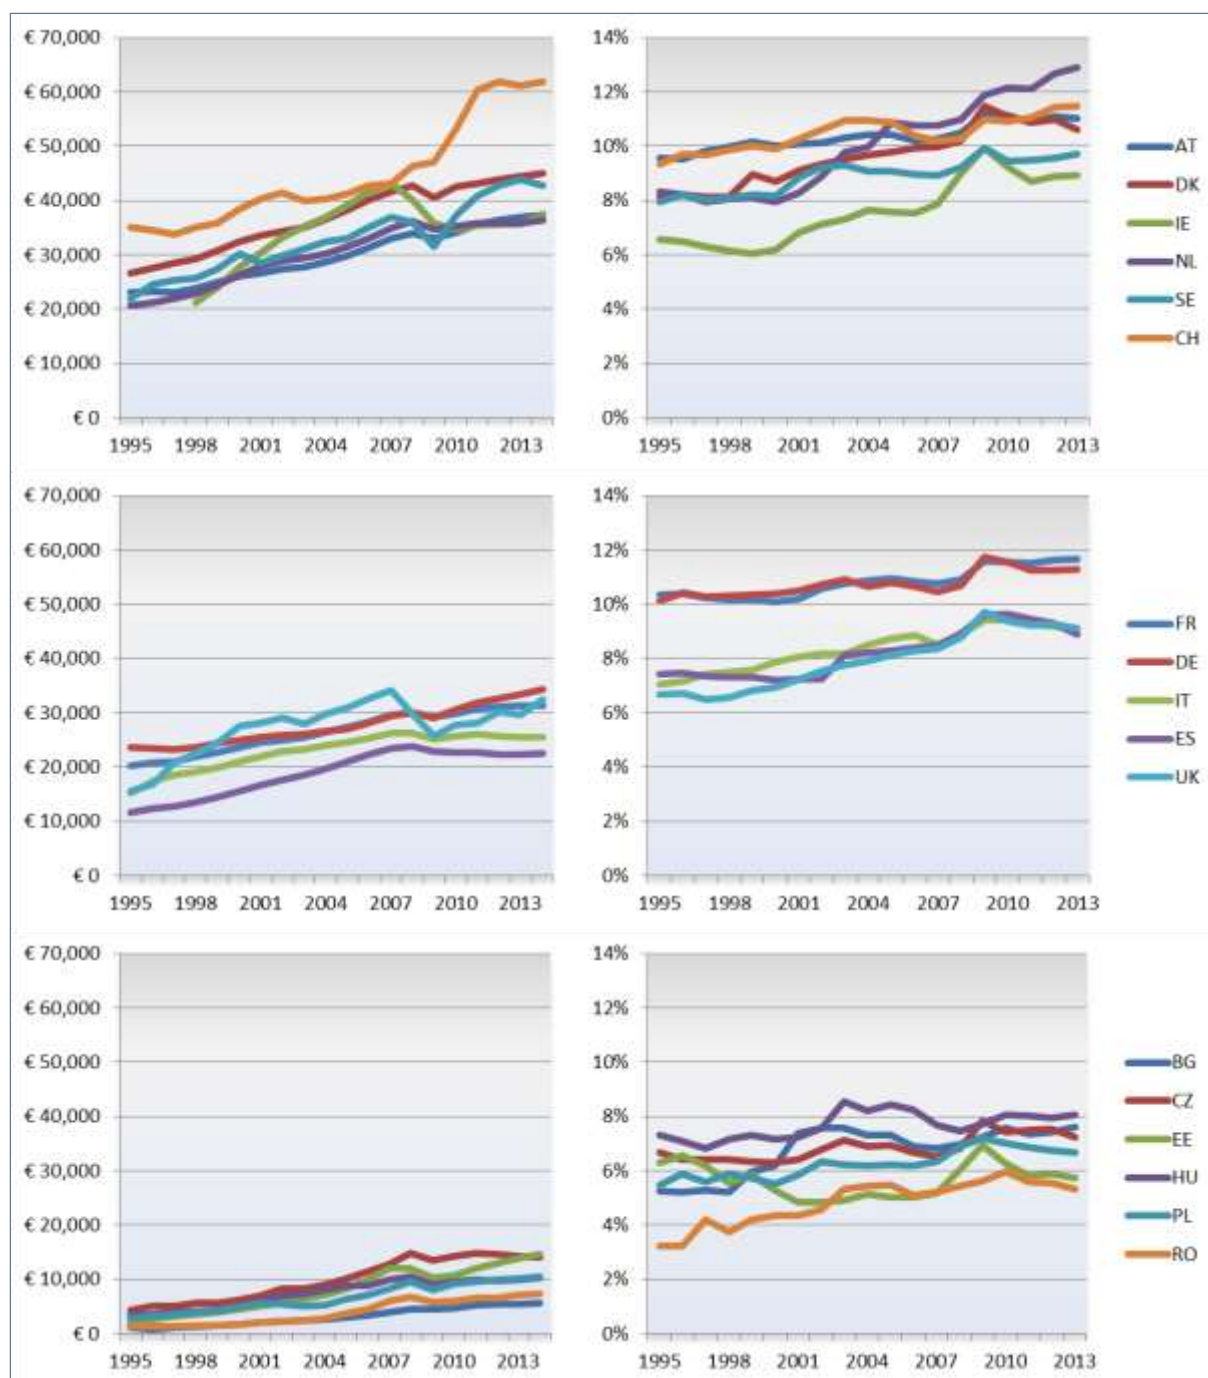 € 70,000 14%
€ 60,000 12%
€ 50,000 10% AT
€ 40,000 8% DK
€ 30,000 6% IE
€ 20,000 4% NL
€ 10,000 2% SE
€ 0 0% CH
1995 1998 2001 2004 2007 2010 2013 1995 1998 2001 2004 2007 2010 2013
€ 70,000 14%
€ 60,000 12%
€ 50,000 10% FR
€ 40,000 8% DE
€ 30,000 6% IT
€ 20,000 4% ES
€ 10,000 2% UK
€ 0 0%
1995 1998 2001 2004 2007 2010 2013 1995 1998 2001 2004 2007 2010 2013
€ 70,000 14%
€ 60,000 12%
€ 50,000 10% BG
€ 40,000 8% CZ
€ 30,000 6% EE
€ 20,000 4% HU
€ 10,000 2% PL
€ 0 0% RO
1995 1998 2001 2004 2007 2010 2013 1995 1998 2001 2004 2007 2010 2013